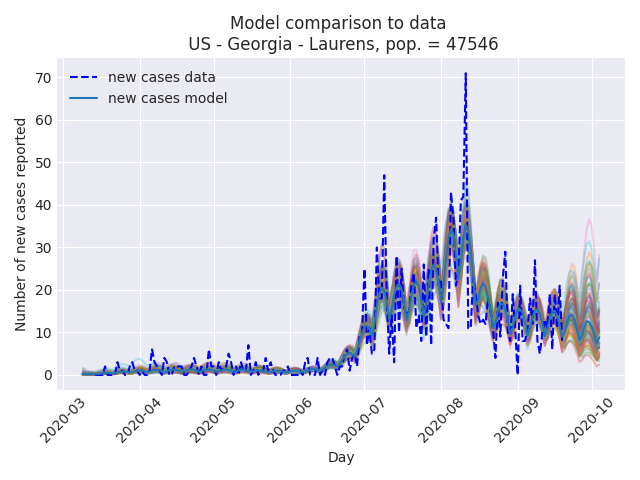 Model comparison to data
US - Georgia - Laurens, pop. = 47546
new cases data
new cases model
Number of new cases reported
70
60
50
40
30
20
10
0
2020-03
2020-04
2020-05
2020-06
2020-07
2020-08
2020-09
2020-10
Day